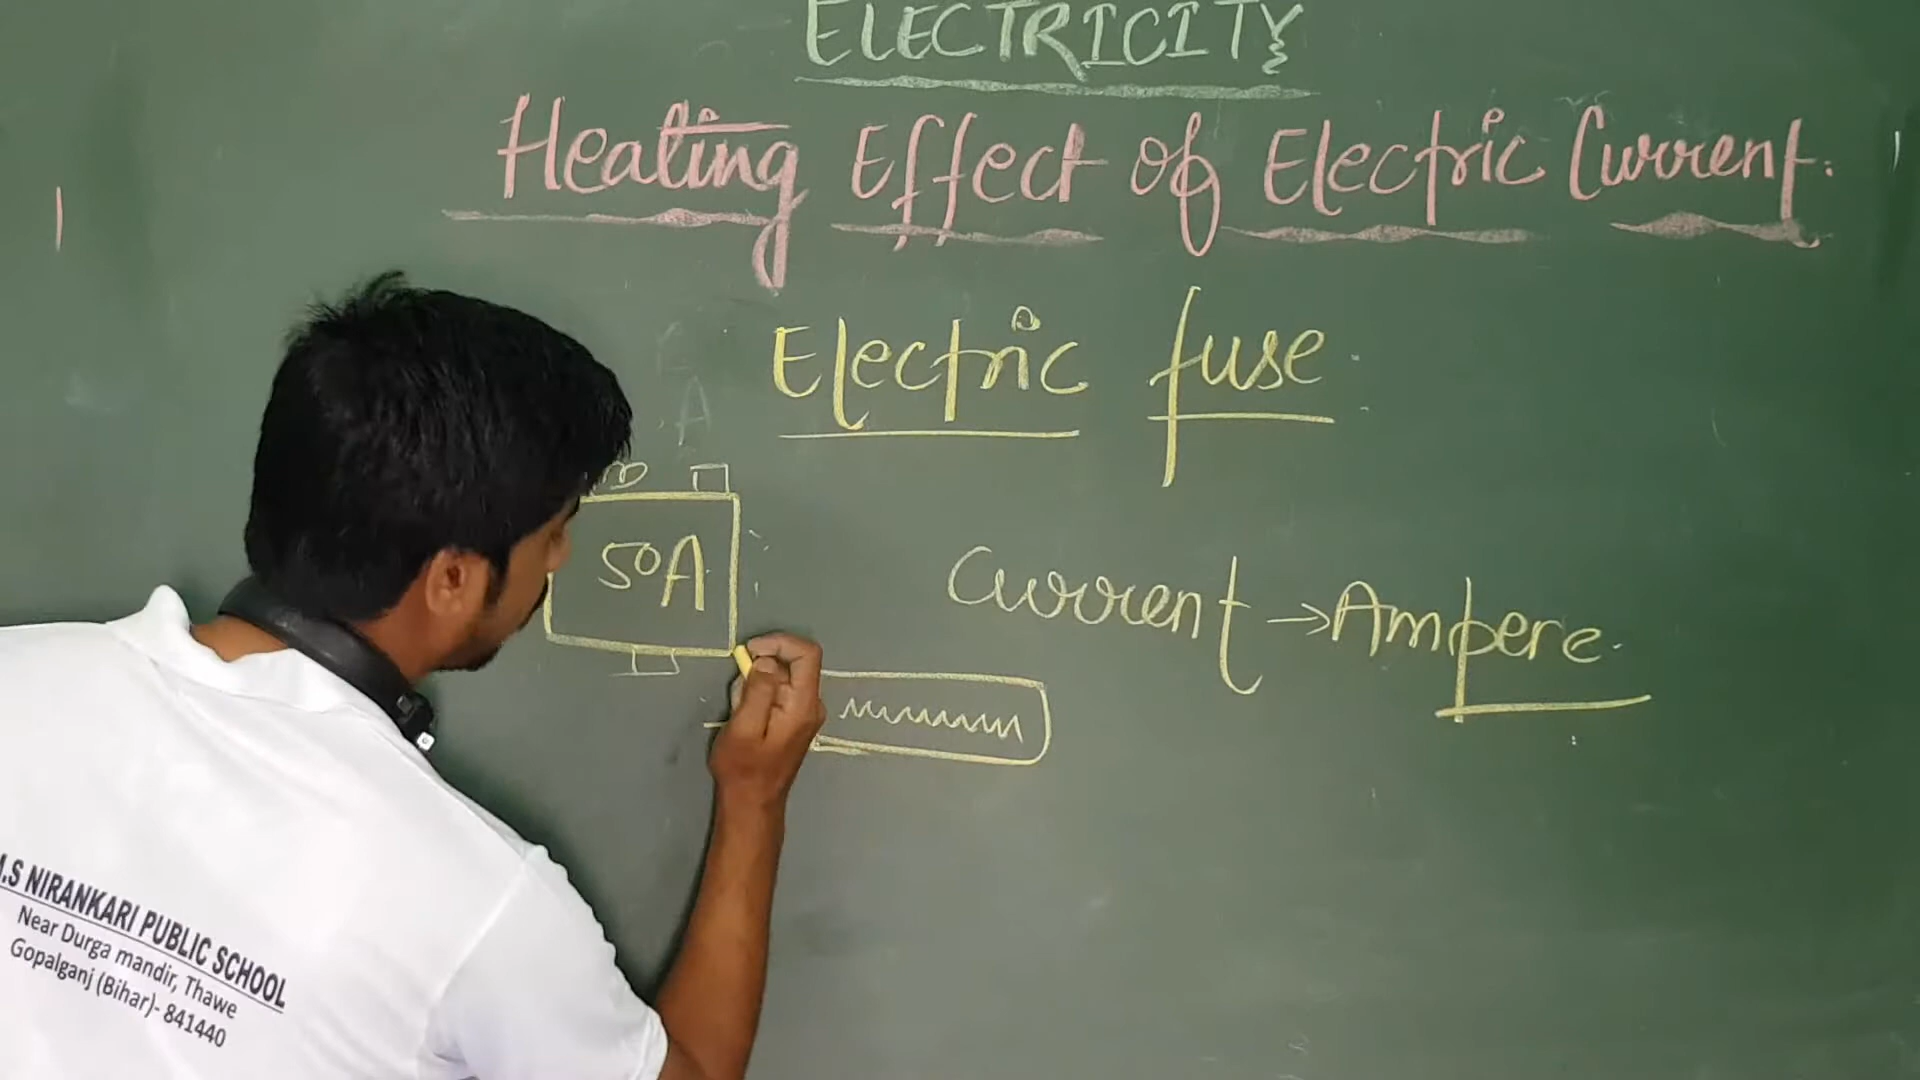 ELECTRICITY
Heating Effect of Electric Current.
Electric fuse
A
50A
Current → Ampere.
M.S NIRANKARI PUBLIC SCHOOL
Near Durga mandir, Thawe
Gopalganj (Bihar)- 841440